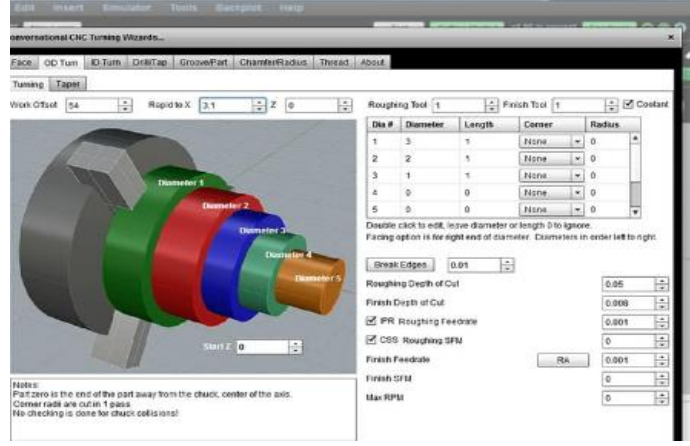 Edit Insert Simulator Tools Backplot Help
onversational CNC Turning Wizards...
Face OD Turn ID Turn Drill/Tap Groove/Part Chamfer/Radius Thread About
Turning Taper
Work Offset 54 Rapid to X 3.1 Z 0 Roughing Tool 1 Finish Tool 1 Coolant
Dia # Diameter Length Corner Radius
1 3 1 None 0
2 2 1 None 0
3 1 1 None 0
4 0 0 None 0
5 0 0 None 0
Diameter 1
Diameter 2
Diameter 3
Diameter 4
Diameter 5
Start Z 0
Double click to edit, leave diameter or length 0 to ignore.
Facing option is for right end of diameter. Diameters in order left to right.
Break Edges 0.01
Roughing Depth of Cut 0.05
Finish Depth of Cut 0.008
IPR Roughing Feedrate 0.001
CSS Roughing SFM 0
Finish Feedrate RA 0.001
Finish SFM 0
Max RPM 0
Notes:
Part zero is the end of the part away from the chuck, center of the axis.
Corner radii are cut in 1 pass.
No checking is done for chuck collisions!